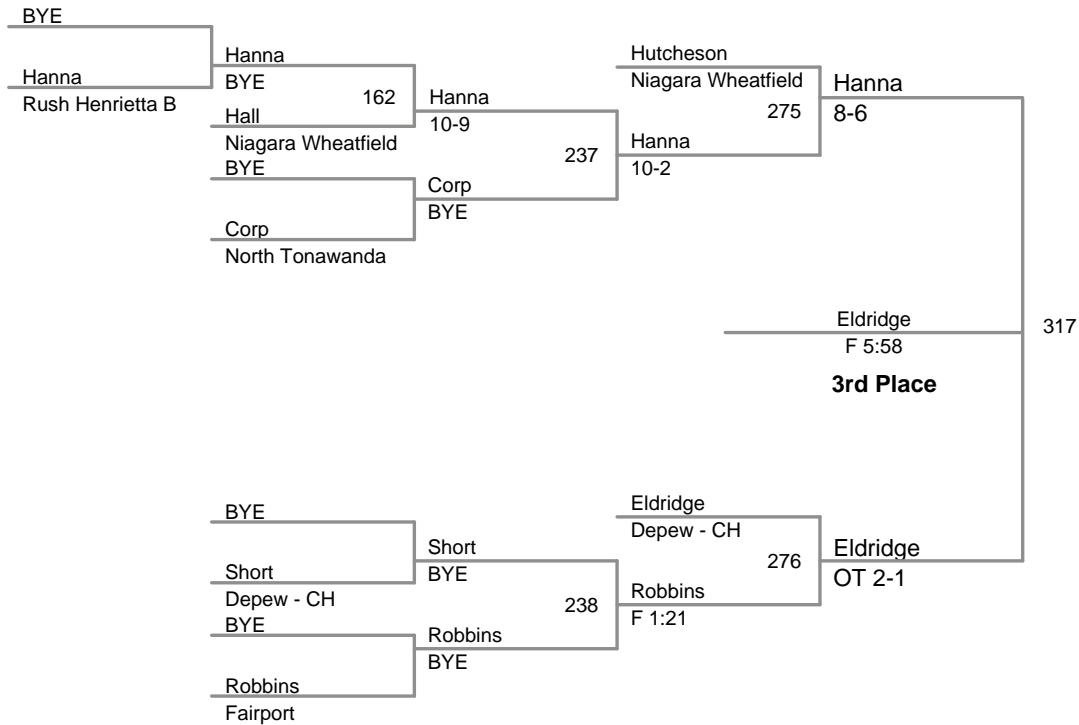 BYE
Hanna
Rush Henrietta B
Hanna
BYE
162
Hall
Niagara Wheatfield
BYE
Corp
North Tonawanda
Hanna
10-9
237
Corp
BYE
Hutcheson
Niagara Wheatfield
275
Hanna
10-2
Hanna
8-6
Eldridge
F 5:58
3rd Place
317
BYE
Short
Depew - CH
BYE
Robbins
Fairport
Short
BYE
238
Robbins
BYE
Eldridge
Depew - CH
276
Robbins
F 1:21
Eldridge
OT 2-1